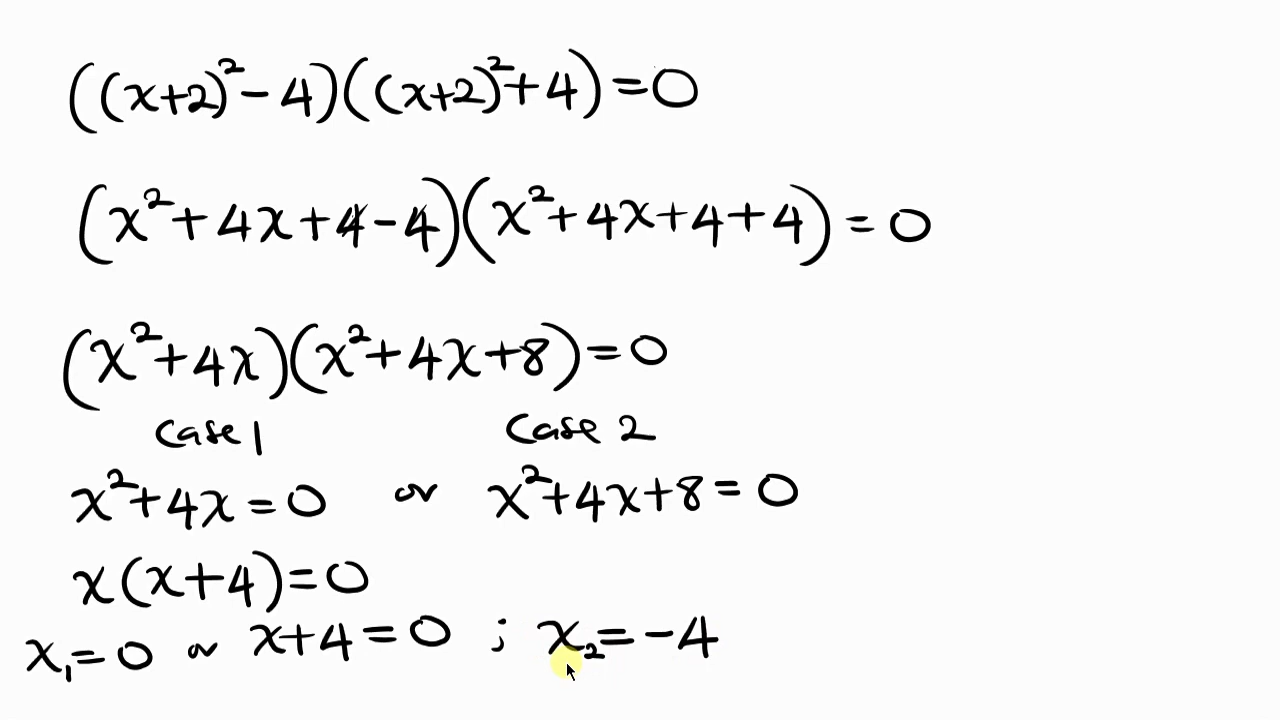 ((x+2)²-4)((x+2)²+4)=0
(x²+4x+4-4)(x²+4x+4+4)=0
(x²+4x)(x²+4x+8)=0
Case 1 Case 2
x²+4x=0 or x²+4x+8=0
x(x+4)=0
x₁=0 or x+4=0 ; x₂=-4